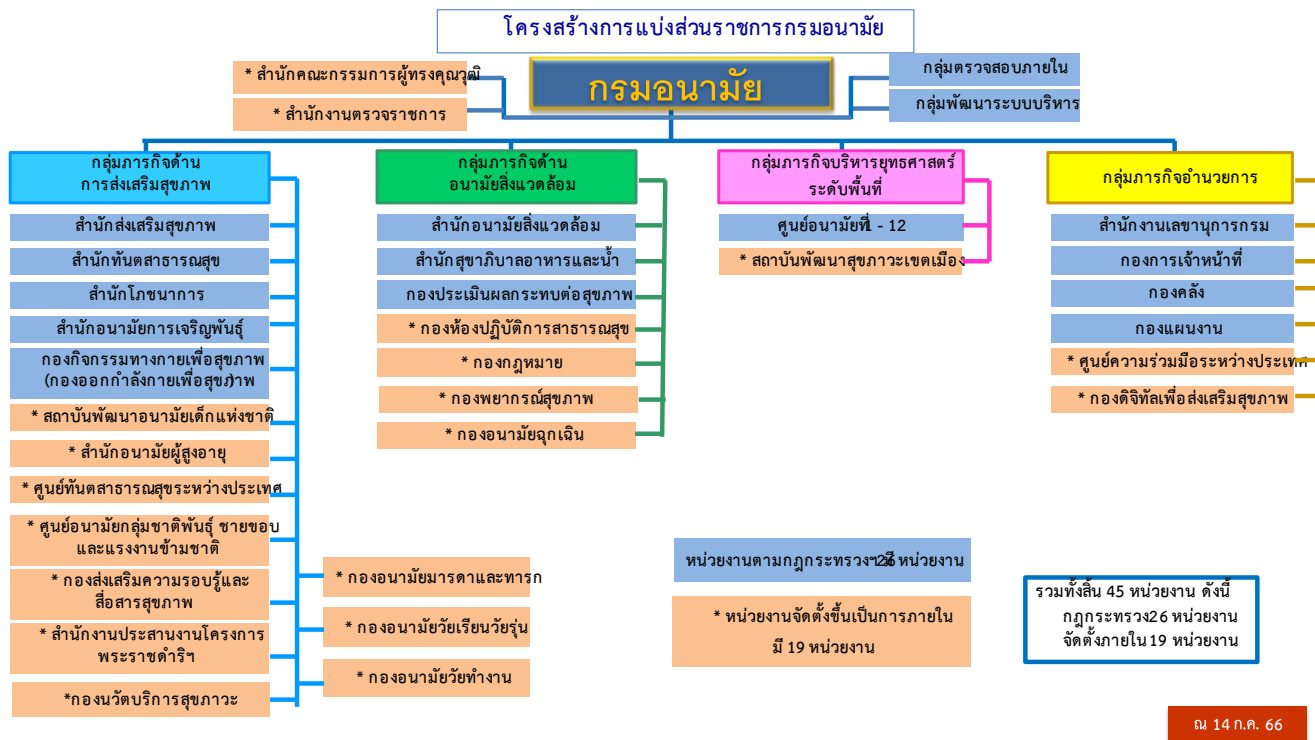 โครงสร้างการแบ่งส่วนราชการกรมอนามัย
กรมอนามัย
* สำนักคณะกรรมการผู้ทรงคุณวุฒิ
* สำนักงานตรวจราชการ
กลุ่มตรวจสอบภายใน
กลุ่มพัฒนาระบบบริหาร
กลุ่มภารกิจด้าน
การส่งเสริมสุขภาพ
สำนักส่งเสริมสุขภาพ
สำนักทันตสาธารณสุข
สำนักโภชนาการ
สำนักอนามัยการเจริญพันธุ์
กองกิจกรรมทางกายเพื่อสุขภาพ
(กองออกกำลังกายเพื่อสุขภาพ)
* สถาบันพัฒนาอนามัยเด็กแห่งชาติ
* สำนักอนามัยผู้สูงอายุ
* ศูนย์ทันตสาธารณสุขระหว่างประเทศ
* ศูนย์อนามัยกลุ่มชาติพันธุ์ ชายขอบ
และแรงงานข้ามชาติ
* กองส่งเสริมความรอบรู้และ
สื่อสารสุขภาพ
* สำนักงานประสานงานโครงการ
พระราชดำริฯ
*กองนวัตบริการสุขภาวะ
* กองอนามัยมารดาและทารก
* กองอนามัยวัยเรียนวัยรุ่น
* กองอนามัยวัยทำงาน
กลุ่มภารกิจด้าน
อนามัยสิ่งแวดล้อม
สำนักอนามัยสิ่งแวดล้อม
สำนักสุขาภิบาลอาหารและน้ำ
กองประเมินผลกระทบต่อสุขภาพ
* กองห้องปฏิบัติการสาธารณสุข
* กองกฎหมาย
* กองพยากรณ์สุขภาพ
* กองอนามัยฉุกเฉิน
กลุ่มภารกิจบริหารยุทธศาสตร์
ระดับพื้นที่
ศูนย์อนามัยที่ 1 - 12
* สถาบันพัฒนาสุขภาวะเขตเมือง
กลุ่มภารกิจอำนวยการ
สำนักงานเลขานุการกรม
กองการเจ้าหน้าที่
กองคลัง
กองแผนงาน
* ศูนย์ความร่วมมือระหว่างประเทศ
* กองดิจิทัลเพื่อส่งเสริมสุขภาพ
หน่วยงานตามกฎกระทรวงฯ มี 26 หน่วยงาน
* หน่วยงานจัดตั้งขึ้นเป็นการภายใน
มี 19 หน่วยงาน
รวมทั้งสิ้น 45 หน่วยงาน ดังนี้
กฎกระทรวง 26 หน่วยงาน
จัดตั้งภายใน 19 หน่วยงาน
ณ 14 ก.ค. 66